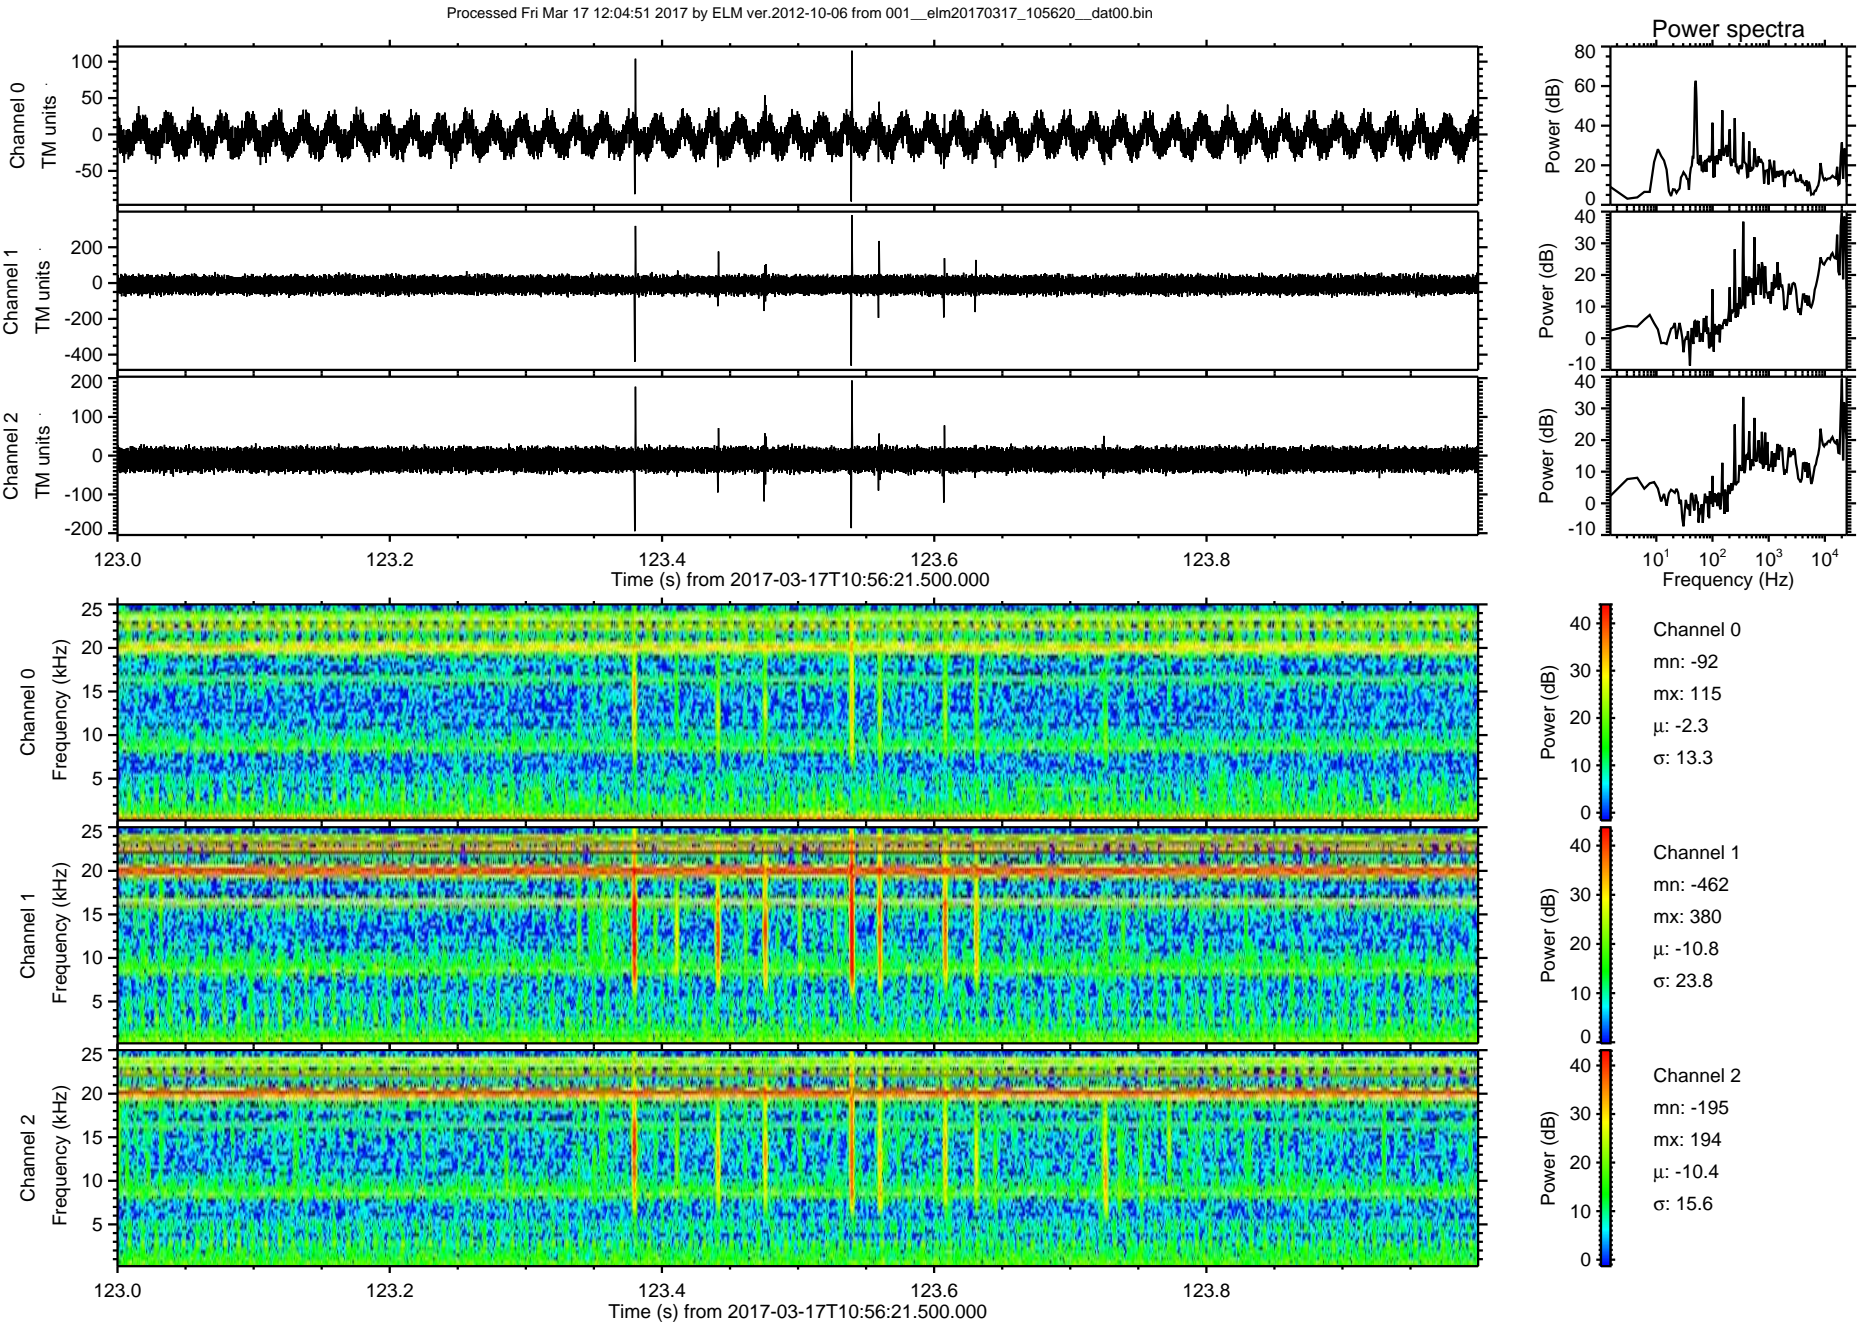 Processed Fri Mar 17 12:04:51 2017 by ELM ver.2012-10-06 from 001__elm20170317_105620__dat00.bin
Power spectra
Channel 0
TM units
100
50
0
-50
Power (dB)
80
60
40
20
0
Channel 1
TM units
200
0
-200
-400
Power (dB)
40
30
20
10
0
-10
Channel 2
TM units
200
100
0
-100
-200
Power (dB)
40
30
20
10
0
-10
123.0 123.2 123.4 123.6 123.8
Time (s) from 2017-03-17T10:56:21.500.000
10^1 10^2 10^3 10^4
Frequency (Hz)
Channel 0
Frequency (kHz)
25
20
15
10
5
Power (dB)
40
30
20
10
0
Channel 0
mn: -92
mx: 115
μ: -2.3
σ: 13.3
Channel 1
Frequency (kHz)
25
20
15
10
5
Power (dB)
40
30
20
10
0
Channel 1
mn: -462
mx: 380
μ: -10.8
σ: 23.8
Channel 2
Frequency (kHz)
25
20
15
10
5
Power (dB)
40
30
20
10
0
Channel 2
mn: -195
mx: 194
μ: -10.4
σ: 15.6
123.0 123.2 123.4 123.6 123.8
Time (s) from 2017-03-17T10:56:21.500.000